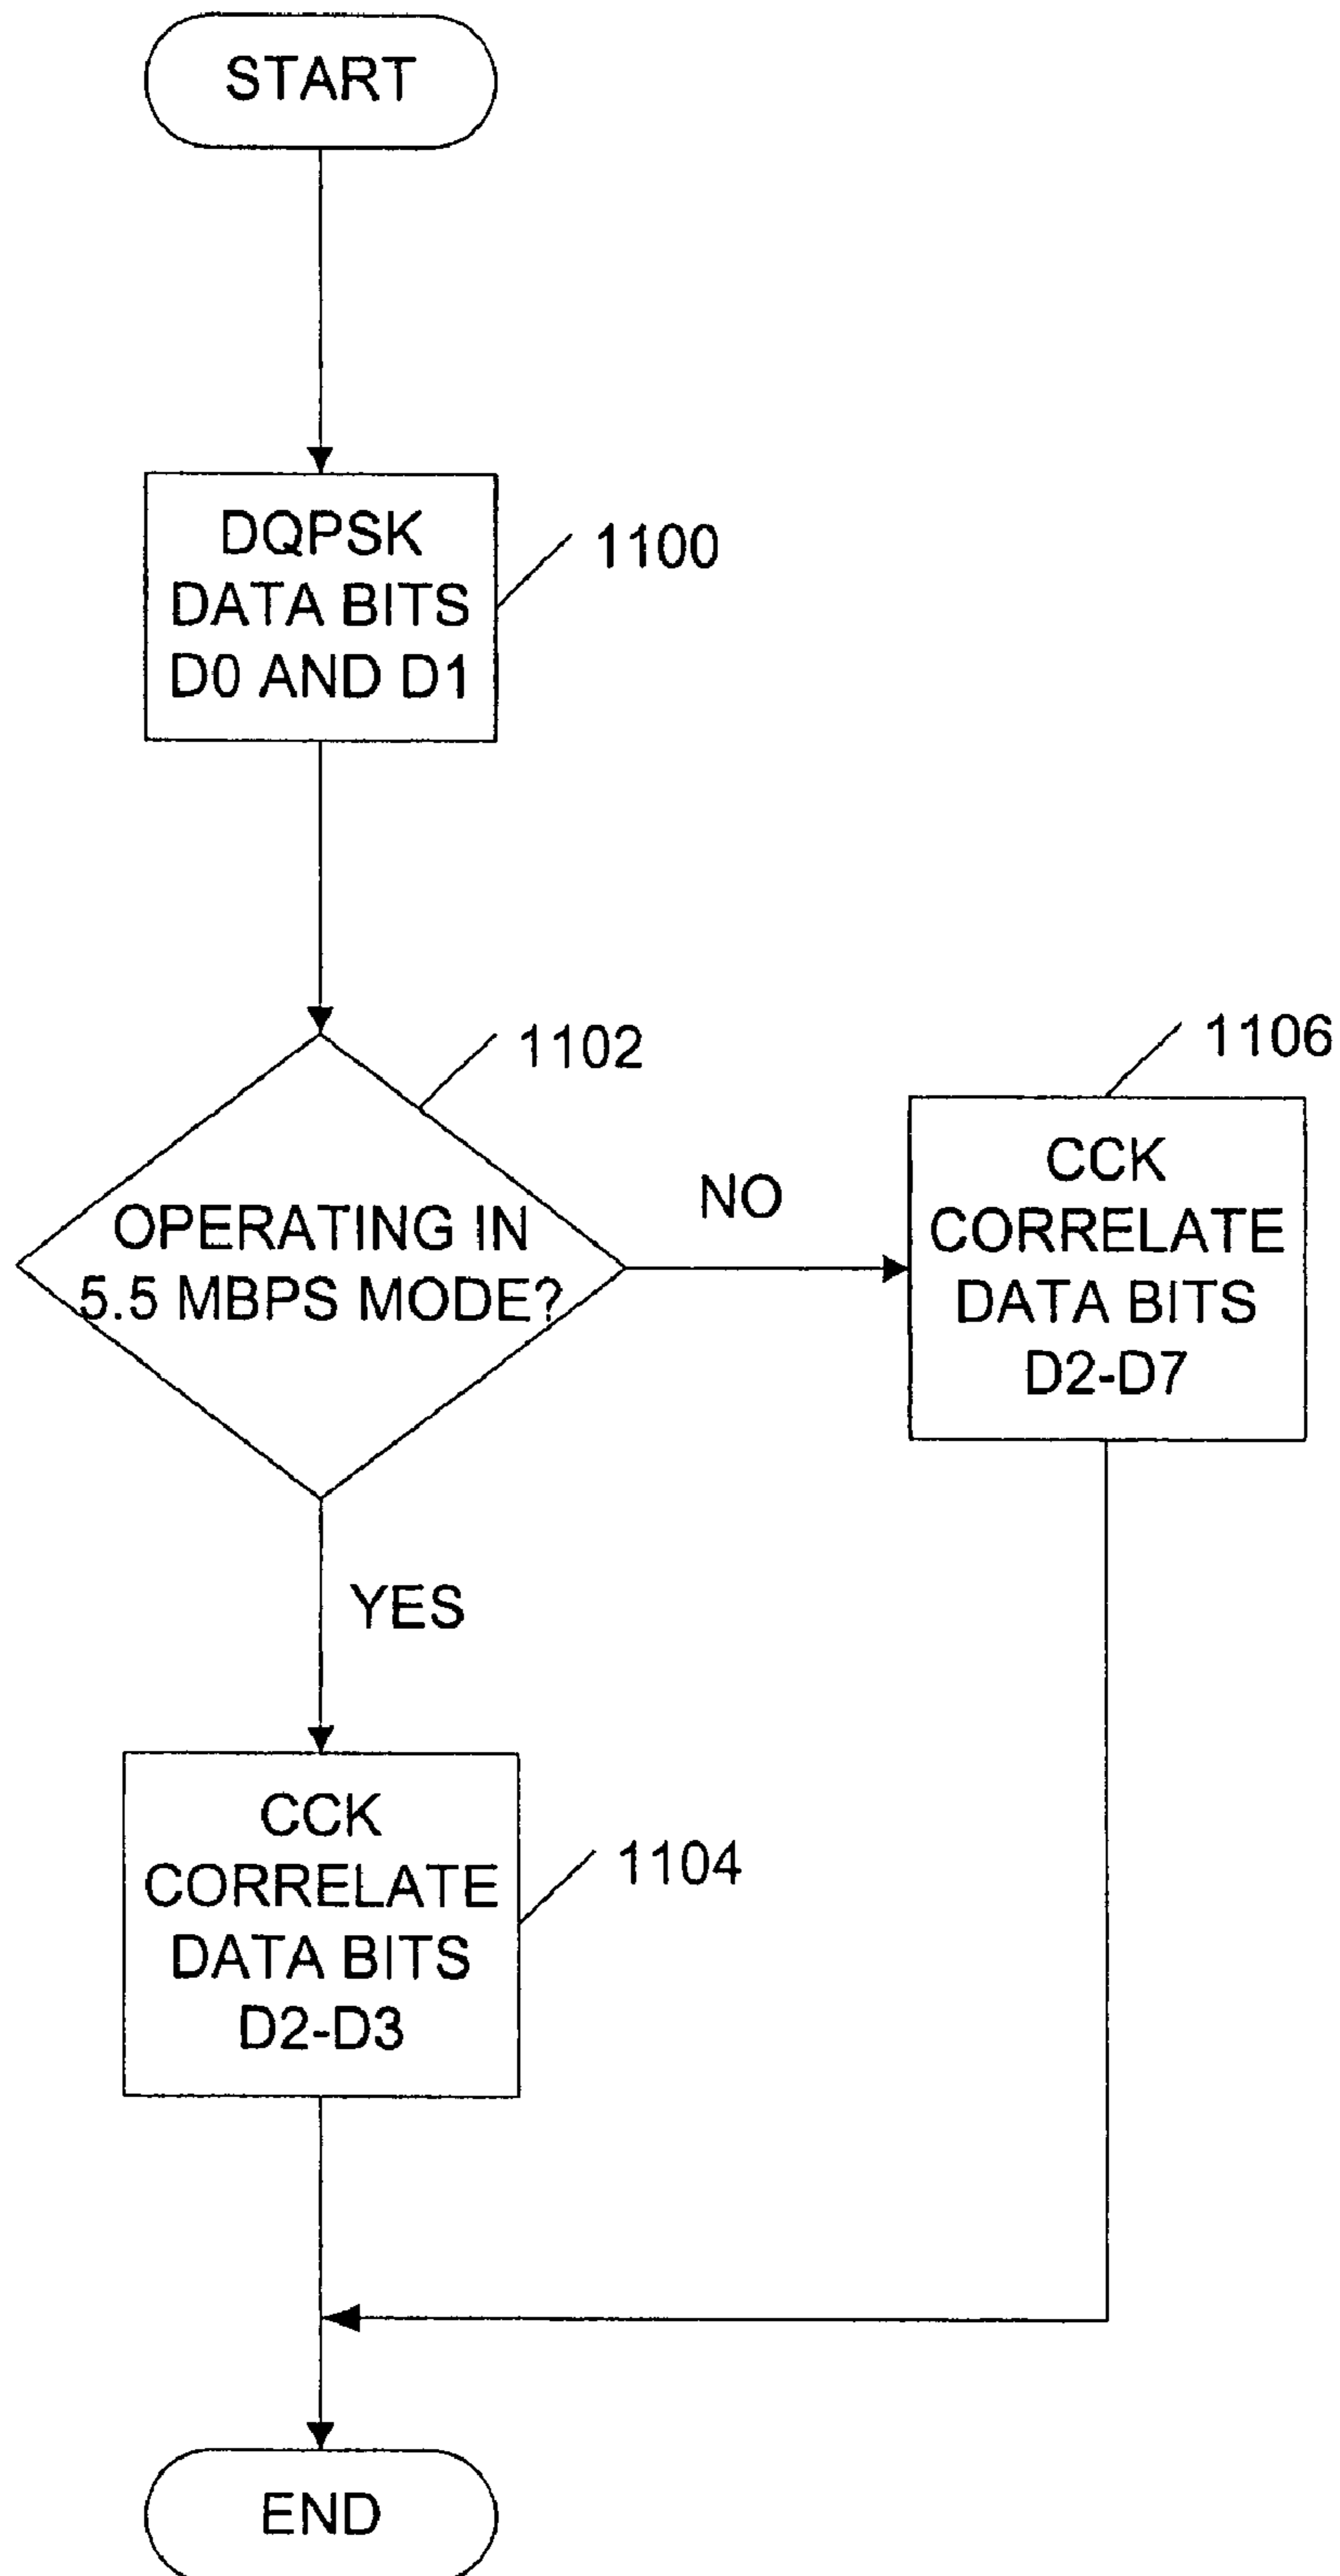 START
DQPSK
DATA BITS
D0 AND D1
1100
1102
OPERATING IN
5.5 MBPS MODE?
NO
1106
CCK
CORRELATE
DATA BITS
D2-D7
YES
CCK
CORRELATE
DATA BITS
D2-D3
1104
END